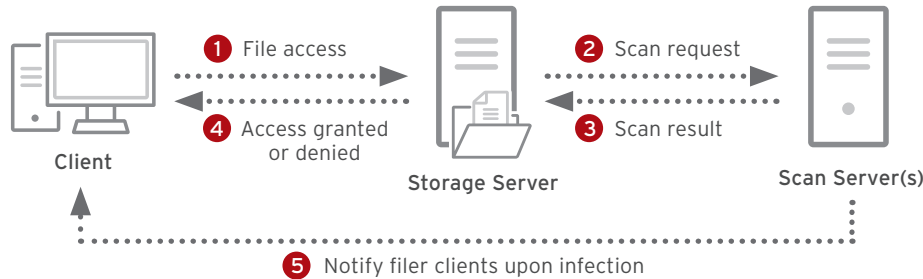 1 File access
2 Scan request
4 Access granted
or denied
3 Scan result
Client
Storage Server
Scan Server(s)
5 Notify filer clients upon infection